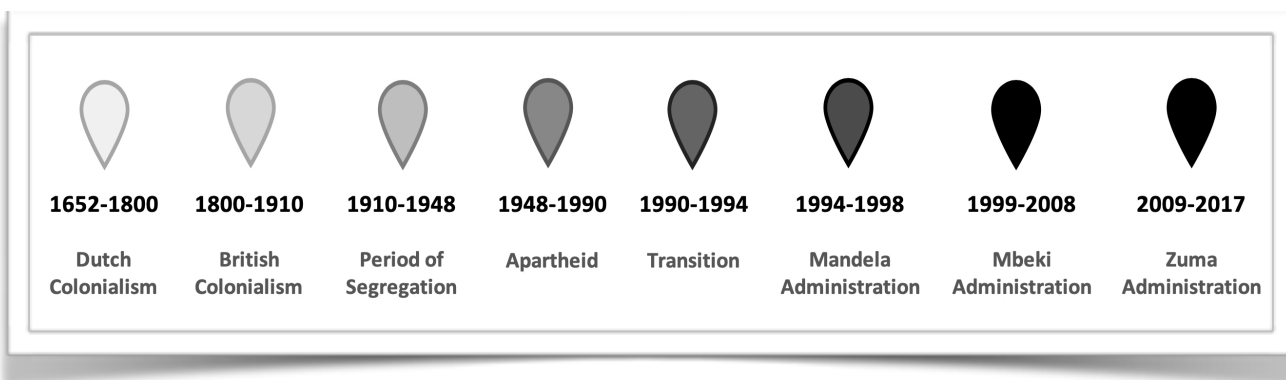 1652-1800
Dutch
Colonialism
1800-1910
British
Colonialism
1910-1948
Period of
Segregation
1948-1990
Apartheid
1990-1994
Transition
1994-1998
Mandela
Administration
1999-2008
Mbeki
Administration
2009-2017
Zuma
Administration